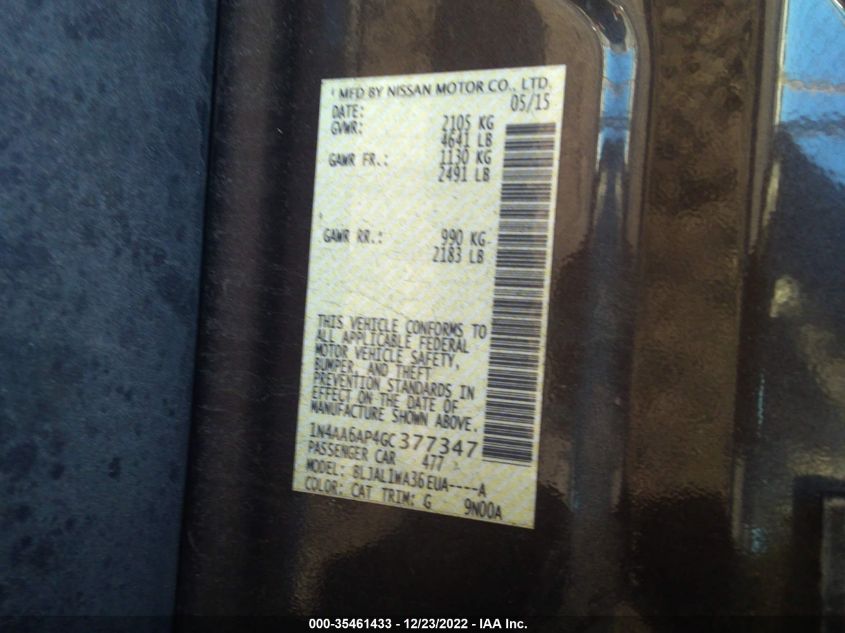 MFD BY NISSAN MOTOR CO., LTD.
DATE: 05/15
GVWR: 2105 KG
4641 LB
GAWR FR.: 1130 KG
2491 LB
GAWR RR.: 990 KG
2183 LB
THIS VEHICLE CONFORMS TO
ALL APPLICABLE FEDERAL
MOTOR VEHICLE SAFETY,
BUMPER, AND THEFT
PREVENTION STANDARDS IN
EFFECT ON THE DATE OF
MANUFACTURE SHOWN ABOVE.
1N4AA6AP4GC377347
PASSENGER CAR 477
MODEL: BLJALIWA36EUA----A
COLOR: CAT TRIM: G 9N00A
000-35461433 - 12/23/2022 - IAA Inc.